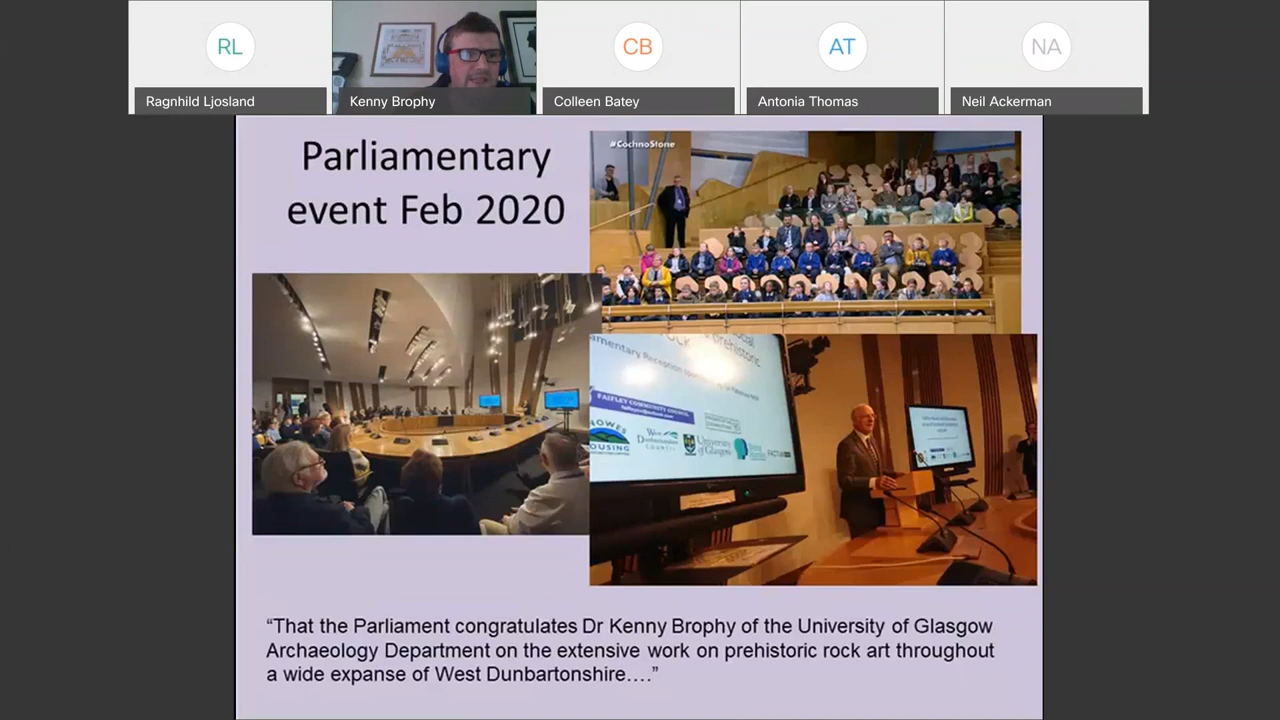 RL
CB
AT
NA
Ragnhild Ljosland
Kenny Brophy
Colleen Batey
Antonia Thomas
Neil Ackerman
Parliamentary
event Feb 2020
#CochnoStone
Parliamentary Reception
FAIFLEY COMMUNITY COUNCIL
West
Dunbartonshire
COUNCIL
University
of Glasgow
“That the Parliament congratulates Dr Kenny Brophy of the University of Glasgow
Archaeology Department on the extensive work on prehistoric rock art throughout
a wide expanse of West Dunbartonshire….”